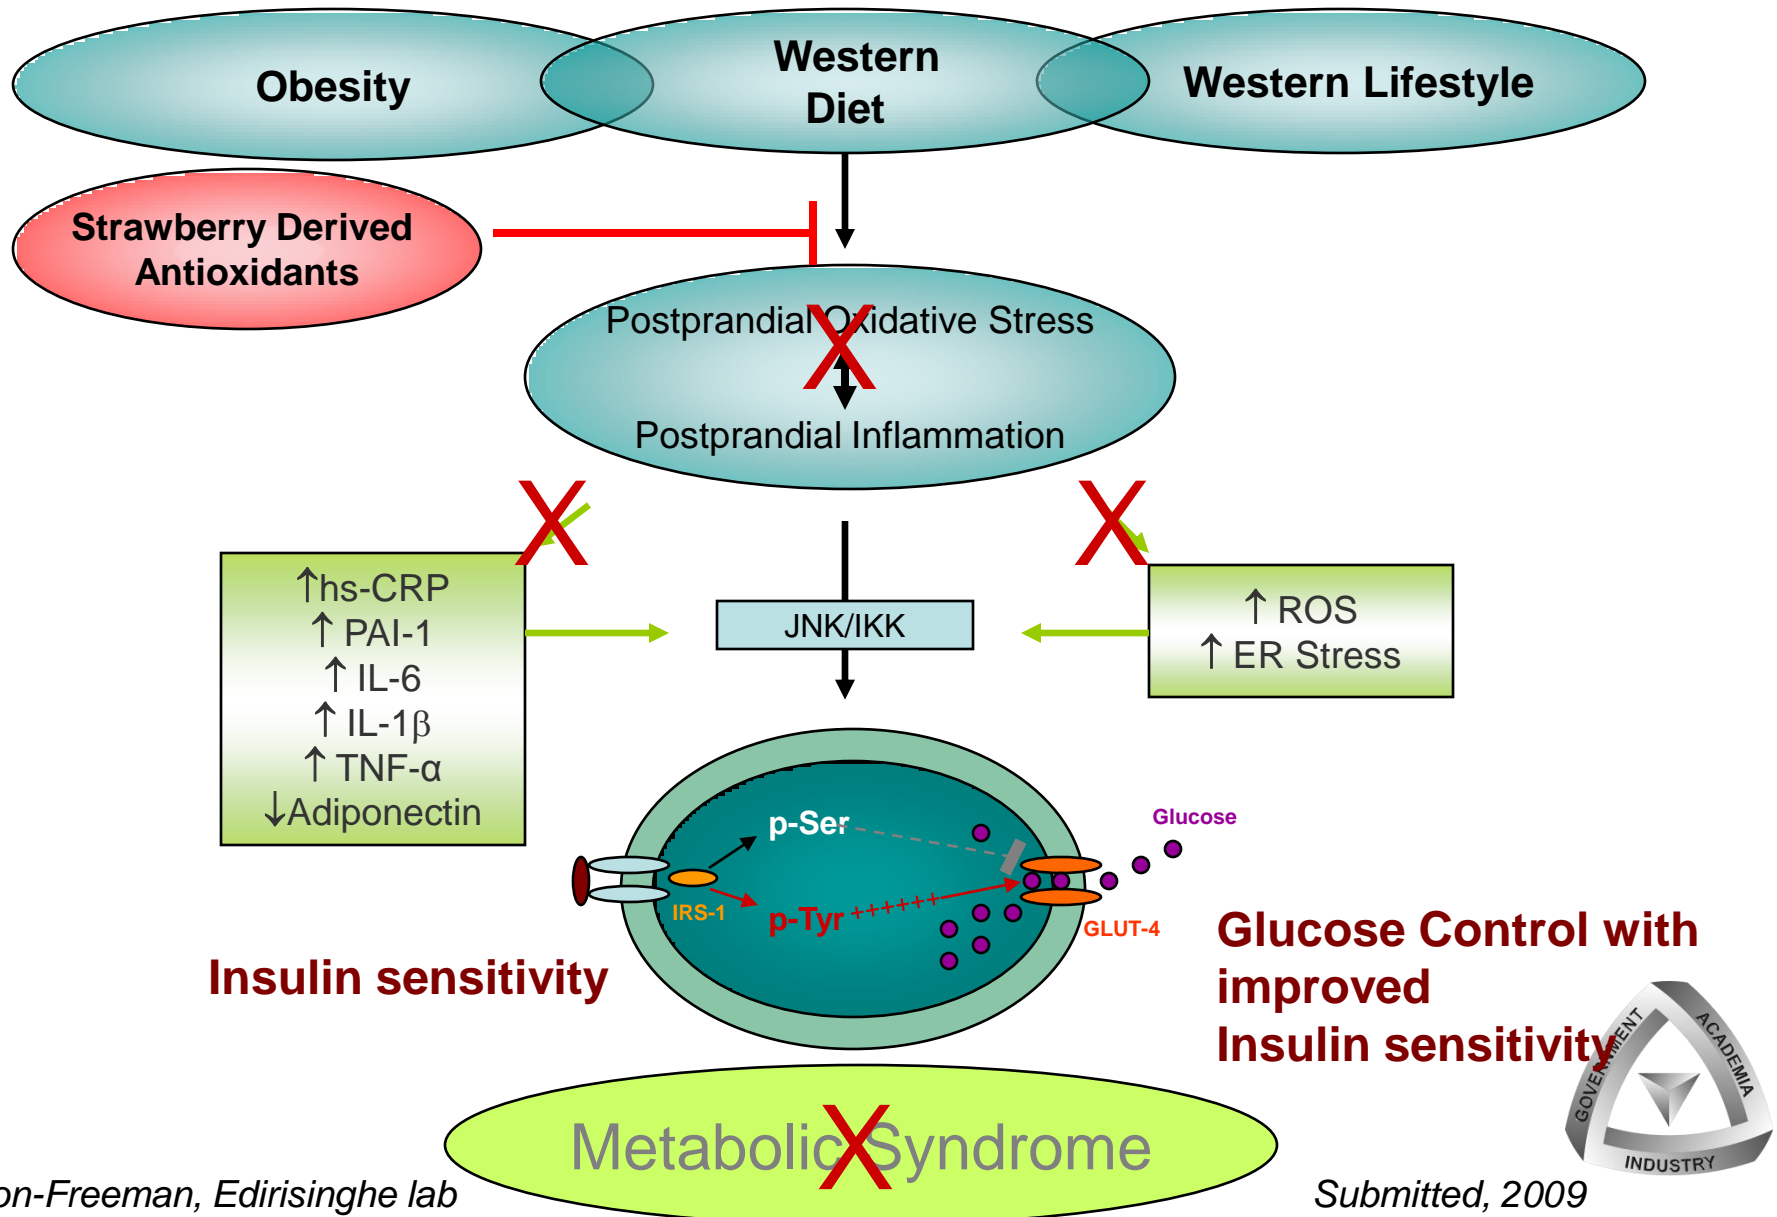 Obesity
Western
Diet
Western Lifestyle
Strawberry Derived
Antioxidants
Postprandial Oxidative Stress
Postprandial Inflammation
↑hs-CRP
↑ PAI-1
↑ IL-6
↑ IL-1β
↑ TNF-α
↓Adiponectin
JNK/IKK
↑ ROS
↑ ER Stress
p-Ser
Glucose
IRS-1
p-Tyr
++++++
GLUT-4
Insulin sensitivity
Glucose Control with
improved
Insulin sensitivity
GOVERNMENT
ACADEMIA
INDUSTRY
Metabolic Syndrome
on-Freeman, Edirisinghe lab
Submitted, 2009